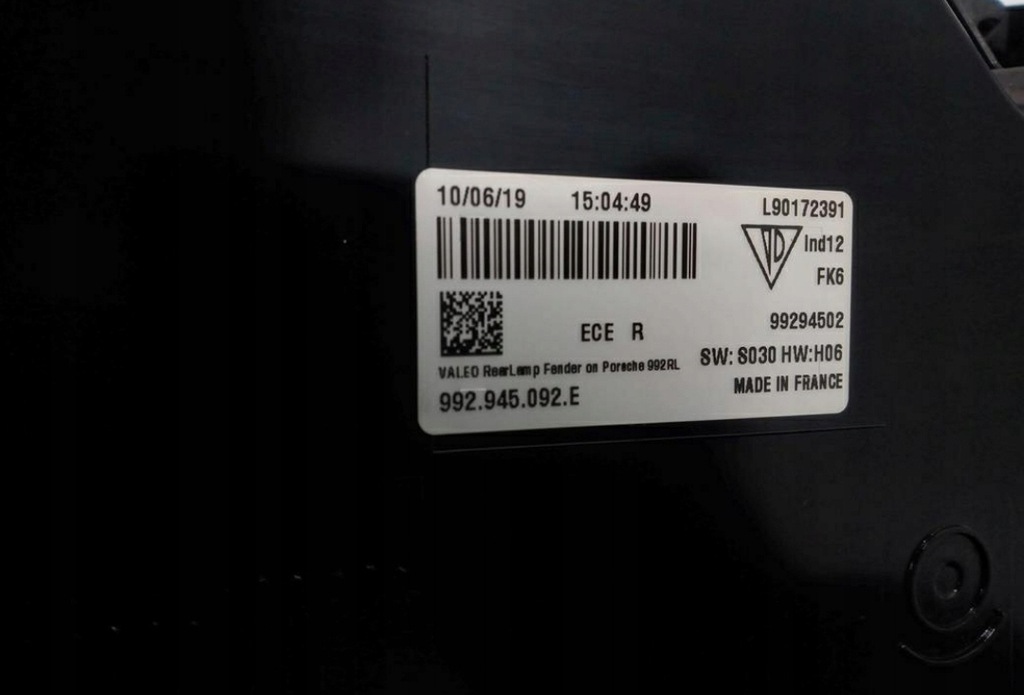 10/06/19 15:04:49 L90172391
VD Ind12
FK6
99294502
ECE R
SW: S030 HW:H06
VALEO RearLamp Fender on Porsche 992RL
MADE IN FRANCE
992.945.092.E